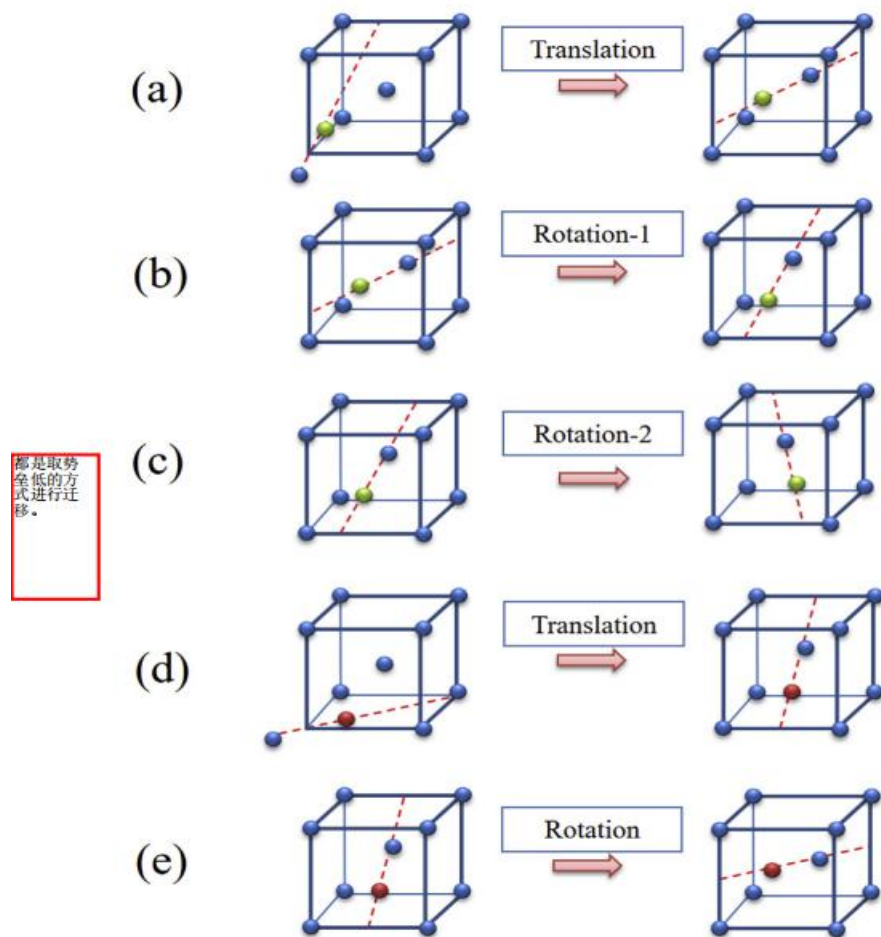 (a)
Translation
(b)
Rotation-1
(c)
Rotation-2
都是取势
垒低的方
式进行迁
移。
(d)
Translation
(e)
Rotation